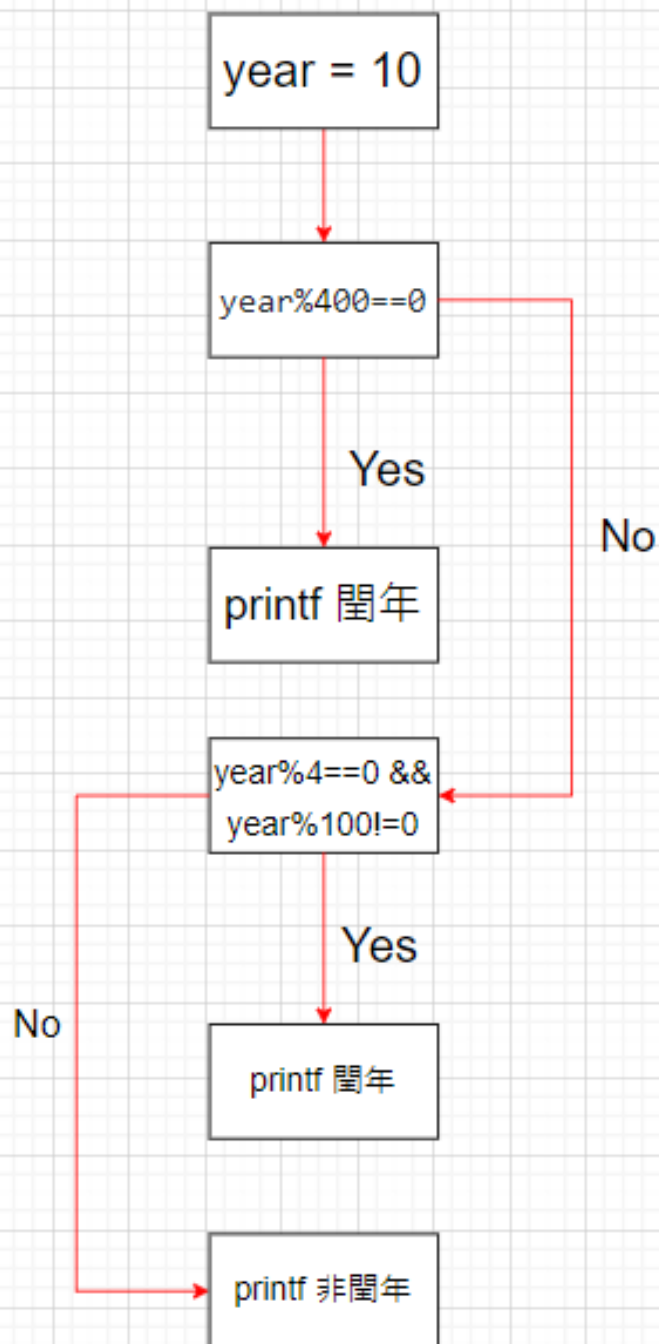 year = 10
year%400==0
Yes
No
printf 閏年
year%4==0 &&
year%100!=0
Yes
No
printf 閏年
printf 非閏年